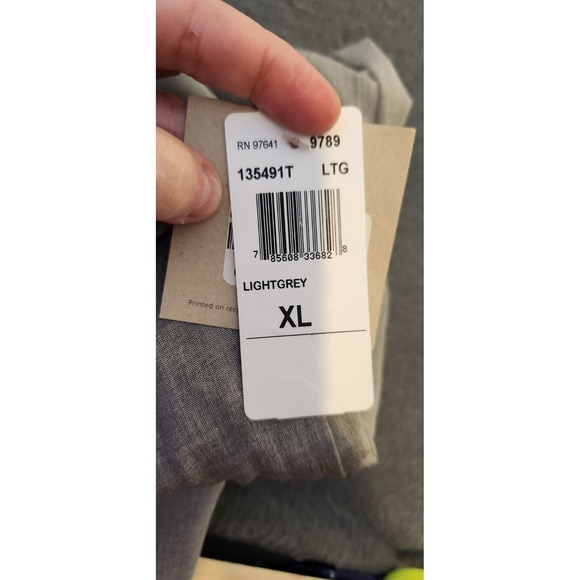 RN 97641 9789
135491T LTG
7 85608 33682 8
LIGHTGREY
XL
Printed on rec